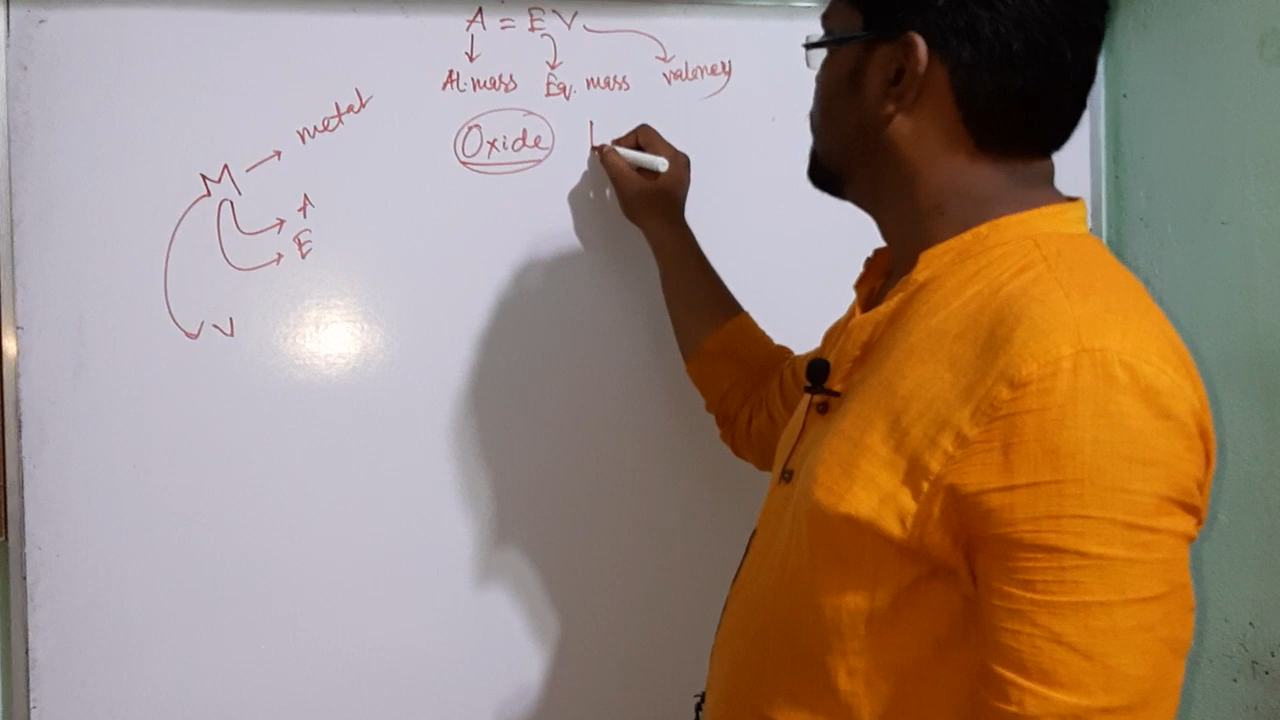 A = E V
At. mass Eq. mass valency
Oxide
metal
M
A
E
V